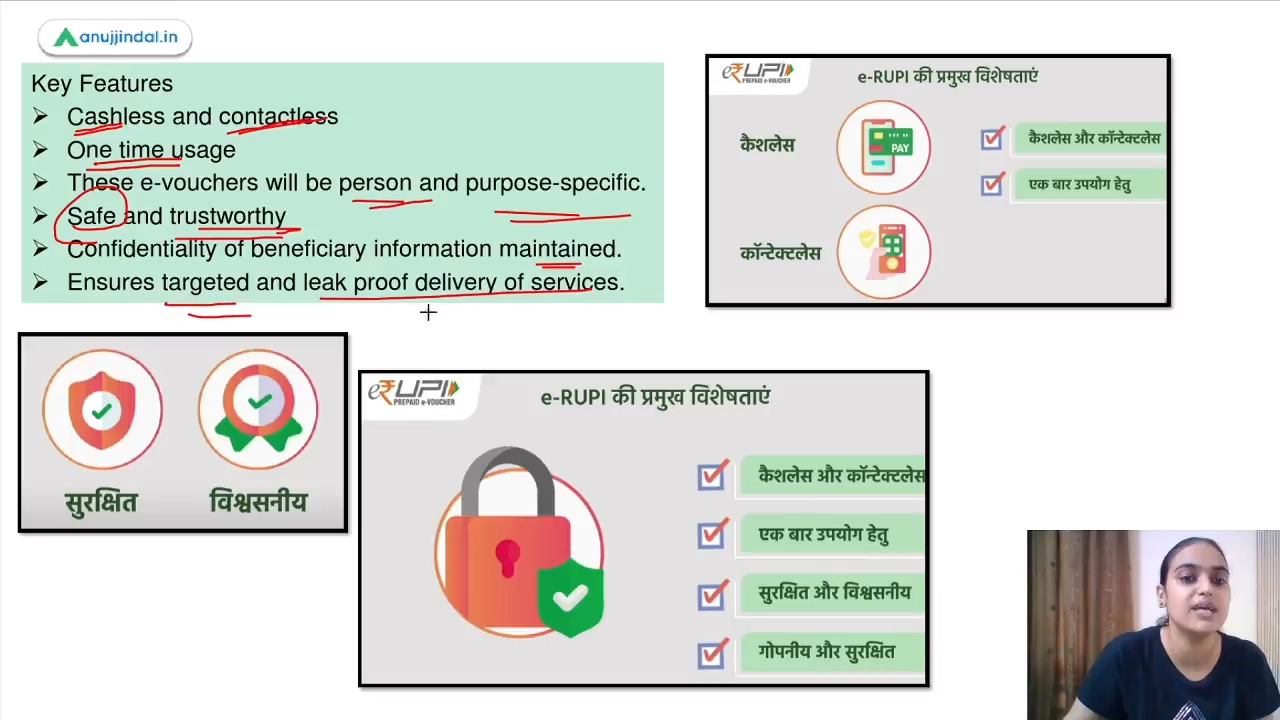 anujjindal.in
Key Features
Cashless and contactless
One time usage
These e-vouchers will be person and purpose-specific.
Safe and trustworthy
Confidentiality of beneficiary information maintained.
Ensures targeted and leak proof delivery of services.
e₹UPI
PREPAID e-VOUCHER
e-RUPI की प्रमुख विशेषताएं
कैशलेस
PAY
कैशलेस और कॉन्टेक्टलेस
एक बार उपयोग हेतु
कॉन्टेक्टलेस
सुरक्षित
विश्वसनीय
e₹UPI
PREPAID e-VOUCHER
e-RUPI की प्रमुख विशेषताएं
कैशलेस और कॉन्टेक्टलेस
एक बार उपयोग हेतु
सुरक्षित और विश्वसनीय
गोपनीय और सुरक्षित